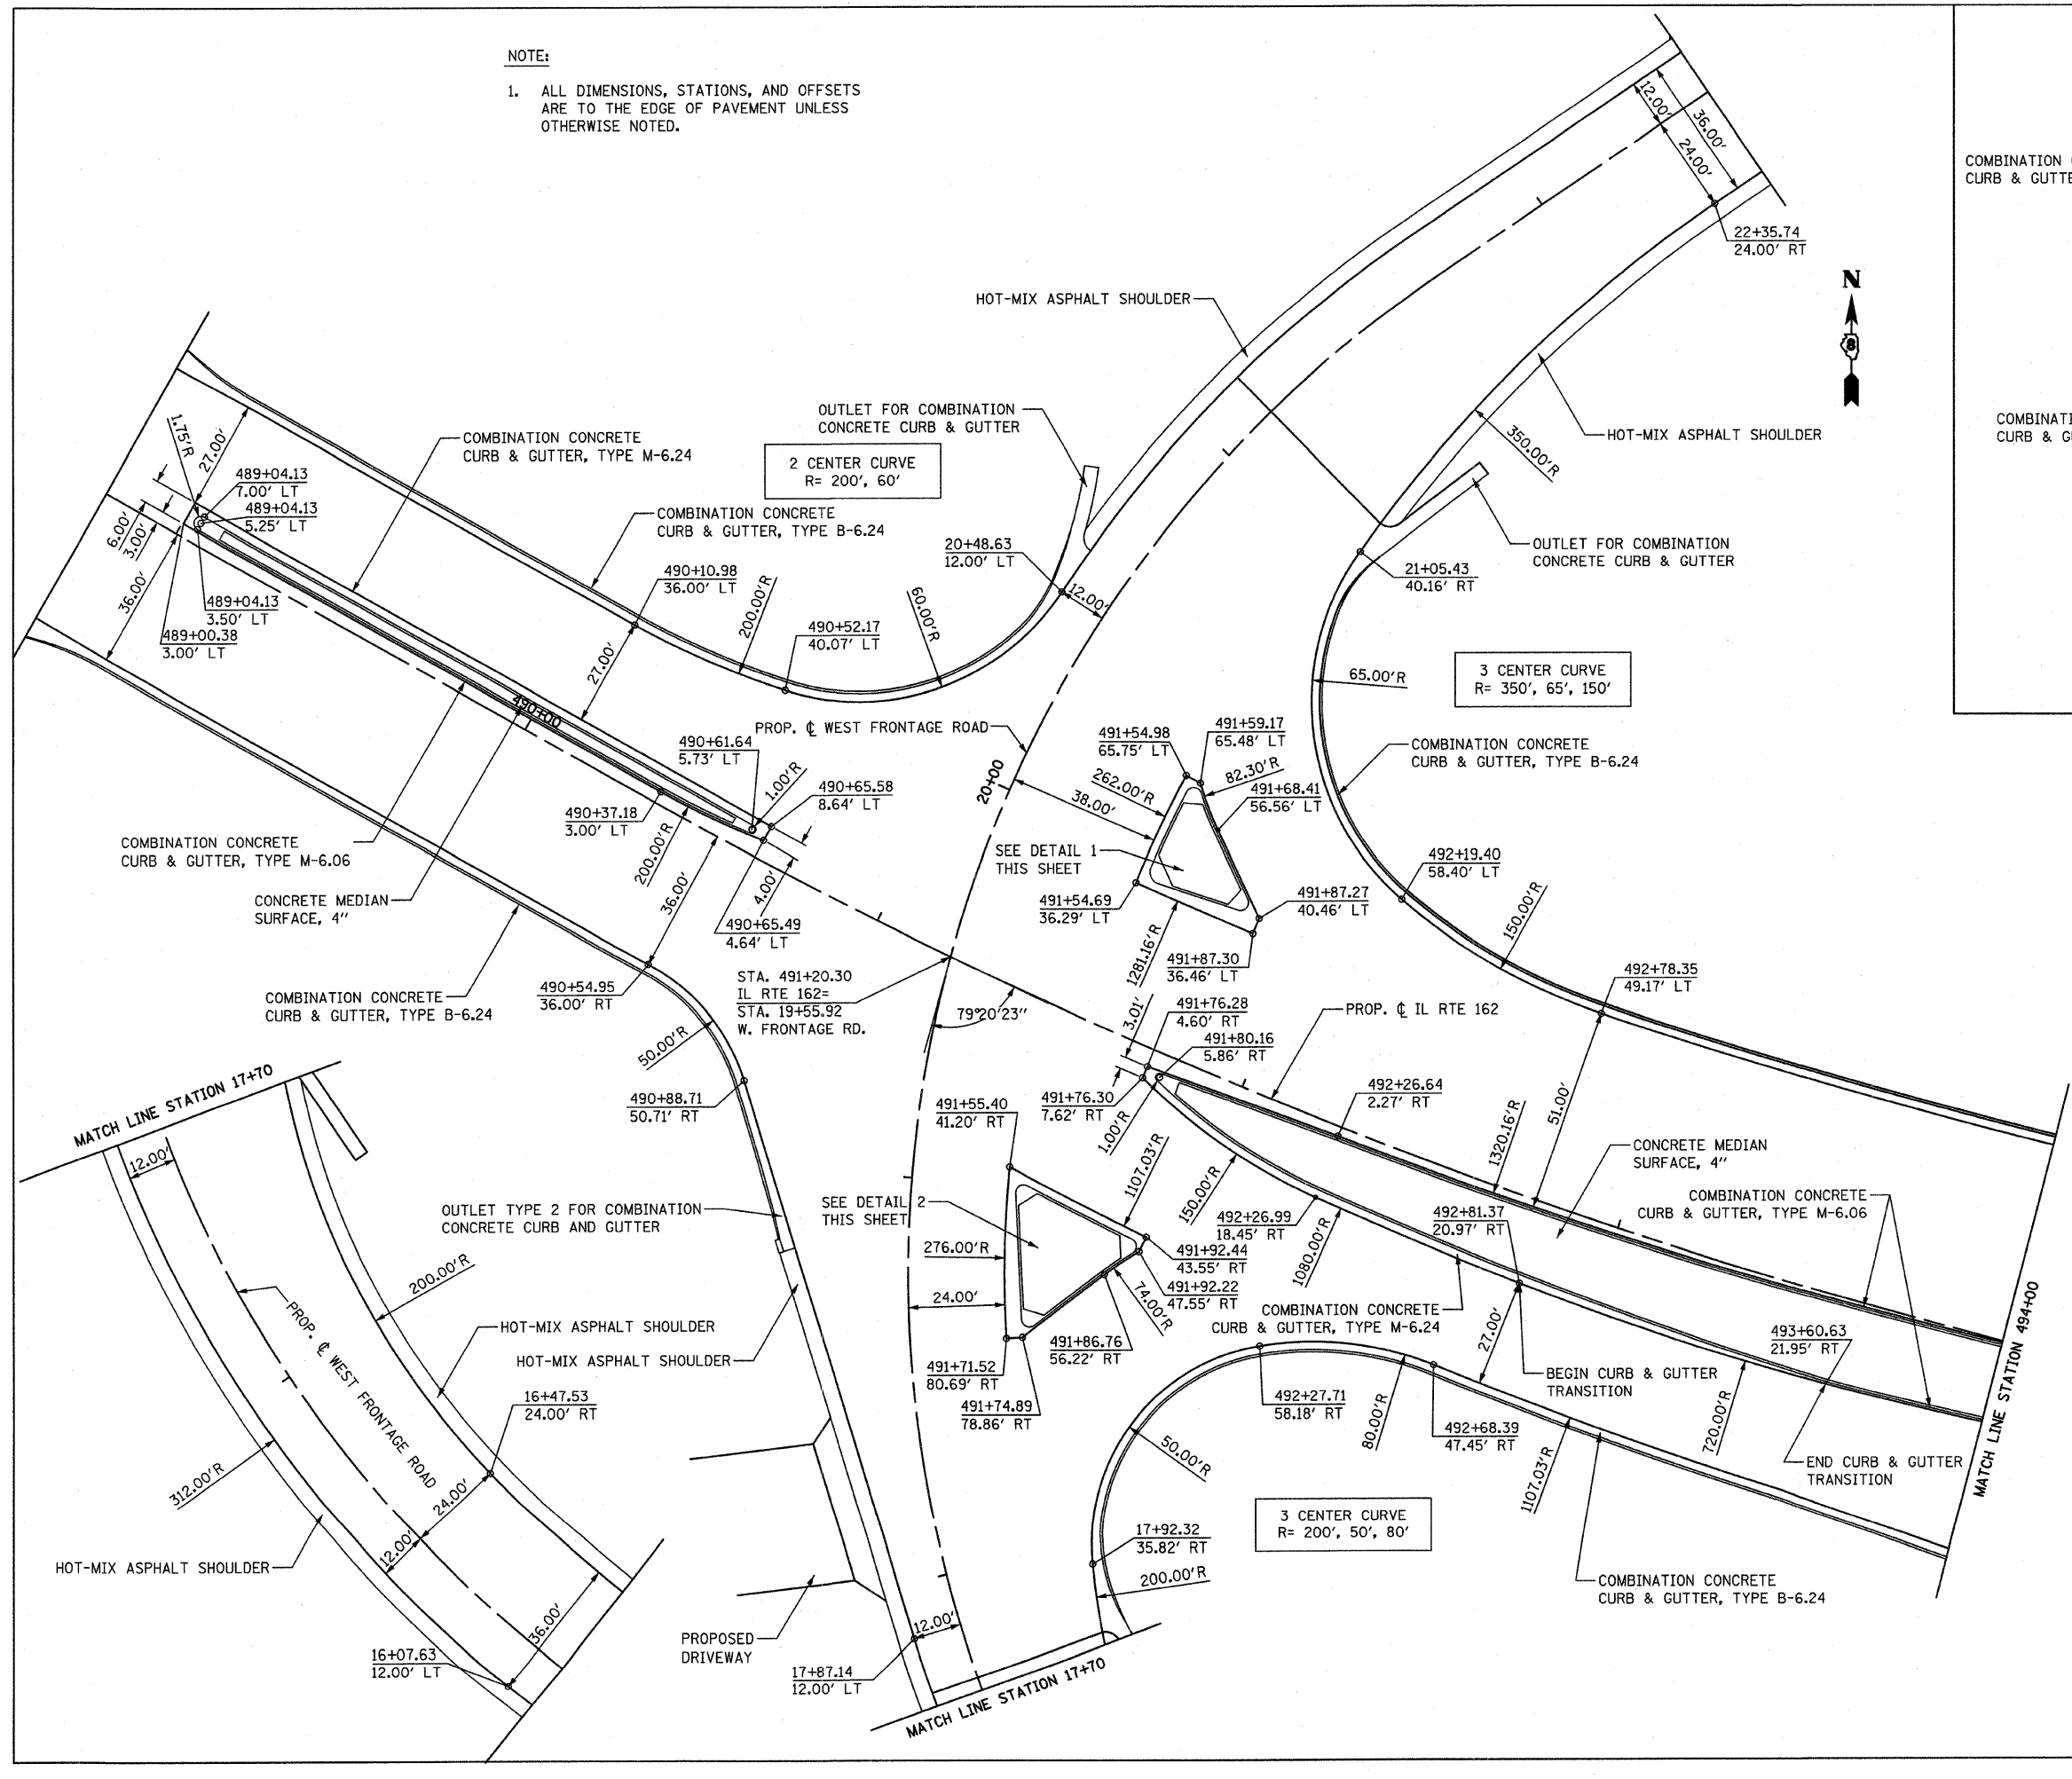 NOTE:
1. ALL DIMENSIONS, STATIONS, AND OFFSETS
ARE TO THE EDGE OF PAVEMENT UNLESS
OTHERWISE NOTED.
12.00'
36.00'
24.00'
22+35.74
24.00' RT
N
8
COMBINATION
CURB & GUTTE
COMBINATI
CURB & G
HOT-MIX ASPHALT SHOULDER
HOT-MIX ASPHALT SHOULDER
350.00'R
OUTLET FOR COMBINATION
CONCRETE CURB & GUTTER
2 CENTER CURVE
R= 200', 60'
COMBINATION CONCRETE
CURB & GUTTER, TYPE M-6.24
COMBINATION CONCRETE
CURB & GUTTER, TYPE B-6.24
1.75'R
27.00'
489+04.13
7.00' LT
489+04.13
5.25' LT
6.00'
3.00'
36.00'
489+04.13
3.50' LT
489+00.38
3.00' LT
490+10.98
36.00' LT
200.00'R
27.00'
490+52.17
40.07' LT
60.00'R
20+48.63
12.00' LT
12.00'
OUTLET FOR COMBINATION
CONCRETE CURB & GUTTER
21+05.43
40.16' RT
65.00'R
3 CENTER CURVE
R= 350', 65', 150'
COMBINATION CONCRETE
CURB & GUTTER, TYPE B-6.24
490+00
PROP. ℄ WEST FRONTAGE ROAD
490+61.64
5.73' LT
1.00'R
490+65.58
8.64' LT
490+37.18
3.00' LT
200.00'R
36.00'
4.00'
490+65.49
4.64' LT
20+00
491+54.98
65.75' LT
491+59.17
65.48' LT
262.00'R
82.30'R
38.00'
491+68.41
56.56' LT
SEE DETAIL 1
THIS SHEET
491+54.69
36.29' LT
491+87.27
40.46' LT
1281.16'R
491+87.30
36.46' LT
492+19.40
58.40' LT
150.00'R
492+78.35
49.17' LT
COMBINATION CONCRETE
CURB & GUTTER, TYPE M-6.06
CONCRETE MEDIAN
SURFACE, 4"
COMBINATION CONCRETE
CURB & GUTTER, TYPE B-6.24
490+54.95
36.00' RT
STA. 491+20.30
IL RTE 162=
STA. 19+55.92
W. FRONTAGE RD.
79°20'23"
50.00'R
490+88.71
50.71' RT
3.01'
491+76.28
4.60' RT
491+80.16
5.86' RT
PROP. ℄ IL RTE 162
491+76.30
7.62' RT
1.00'R
492+26.64
2.27' RT
1320.16'R
51.00'
CONCRETE MEDIAN
SURFACE, 4"
COMBINATION CONCRETE
CURB & GUTTER, TYPE M-6.06
491+55.40
41.20' RT
1107.03'R
150.00'R
492+26.99
18.45' RT
492+81.37
20.97' RT
1080.00'R
SEE DETAIL 2
THIS SHEET
276.00'R
24.00'
491+92.44
43.55' RT
491+92.22
47.55' RT
74.00'R
491+86.76
56.22' RT
491+71.52
80.69' RT
491+74.89
78.86' RT
COMBINATION CONCRETE
CURB & GUTTER, TYPE M-6.24
27.00'
BEGIN CURB & GUTTER
TRANSITION
493+60.63
21.95' RT
720.00'R
END CURB & GUTTER
TRANSITION
MATCH LINE STATION 494+00
492+27.71
58.18' RT
80.00'R
492+68.39
47.45' RT
1107.03'R
50.00'R
3 CENTER CURVE
R= 200', 50', 80'
17+92.32
35.82' RT
200.00'R
COMBINATION CONCRETE
CURB & GUTTER, TYPE B-6.24
MATCH LINE STATION 17+70
12.00'
OUTLET TYPE 2 FOR COMBINATION
CONCRETE CURB AND GUTTER
200.00'R
PROP. ℄ WEST FRONTAGE ROAD
HOT-MIX ASPHALT SHOULDER
HOT-MIX ASPHALT SHOULDER
16+47.53
24.00' RT
312.00'R
24.00'
12.00'
HOT-MIX ASPHALT SHOULDER
36.00'
16+07.63
12.00' LT
PROPOSED
DRIVEWAY
12.00'
17+87.14
12.00' LT
MATCH LINE STATION 17+70